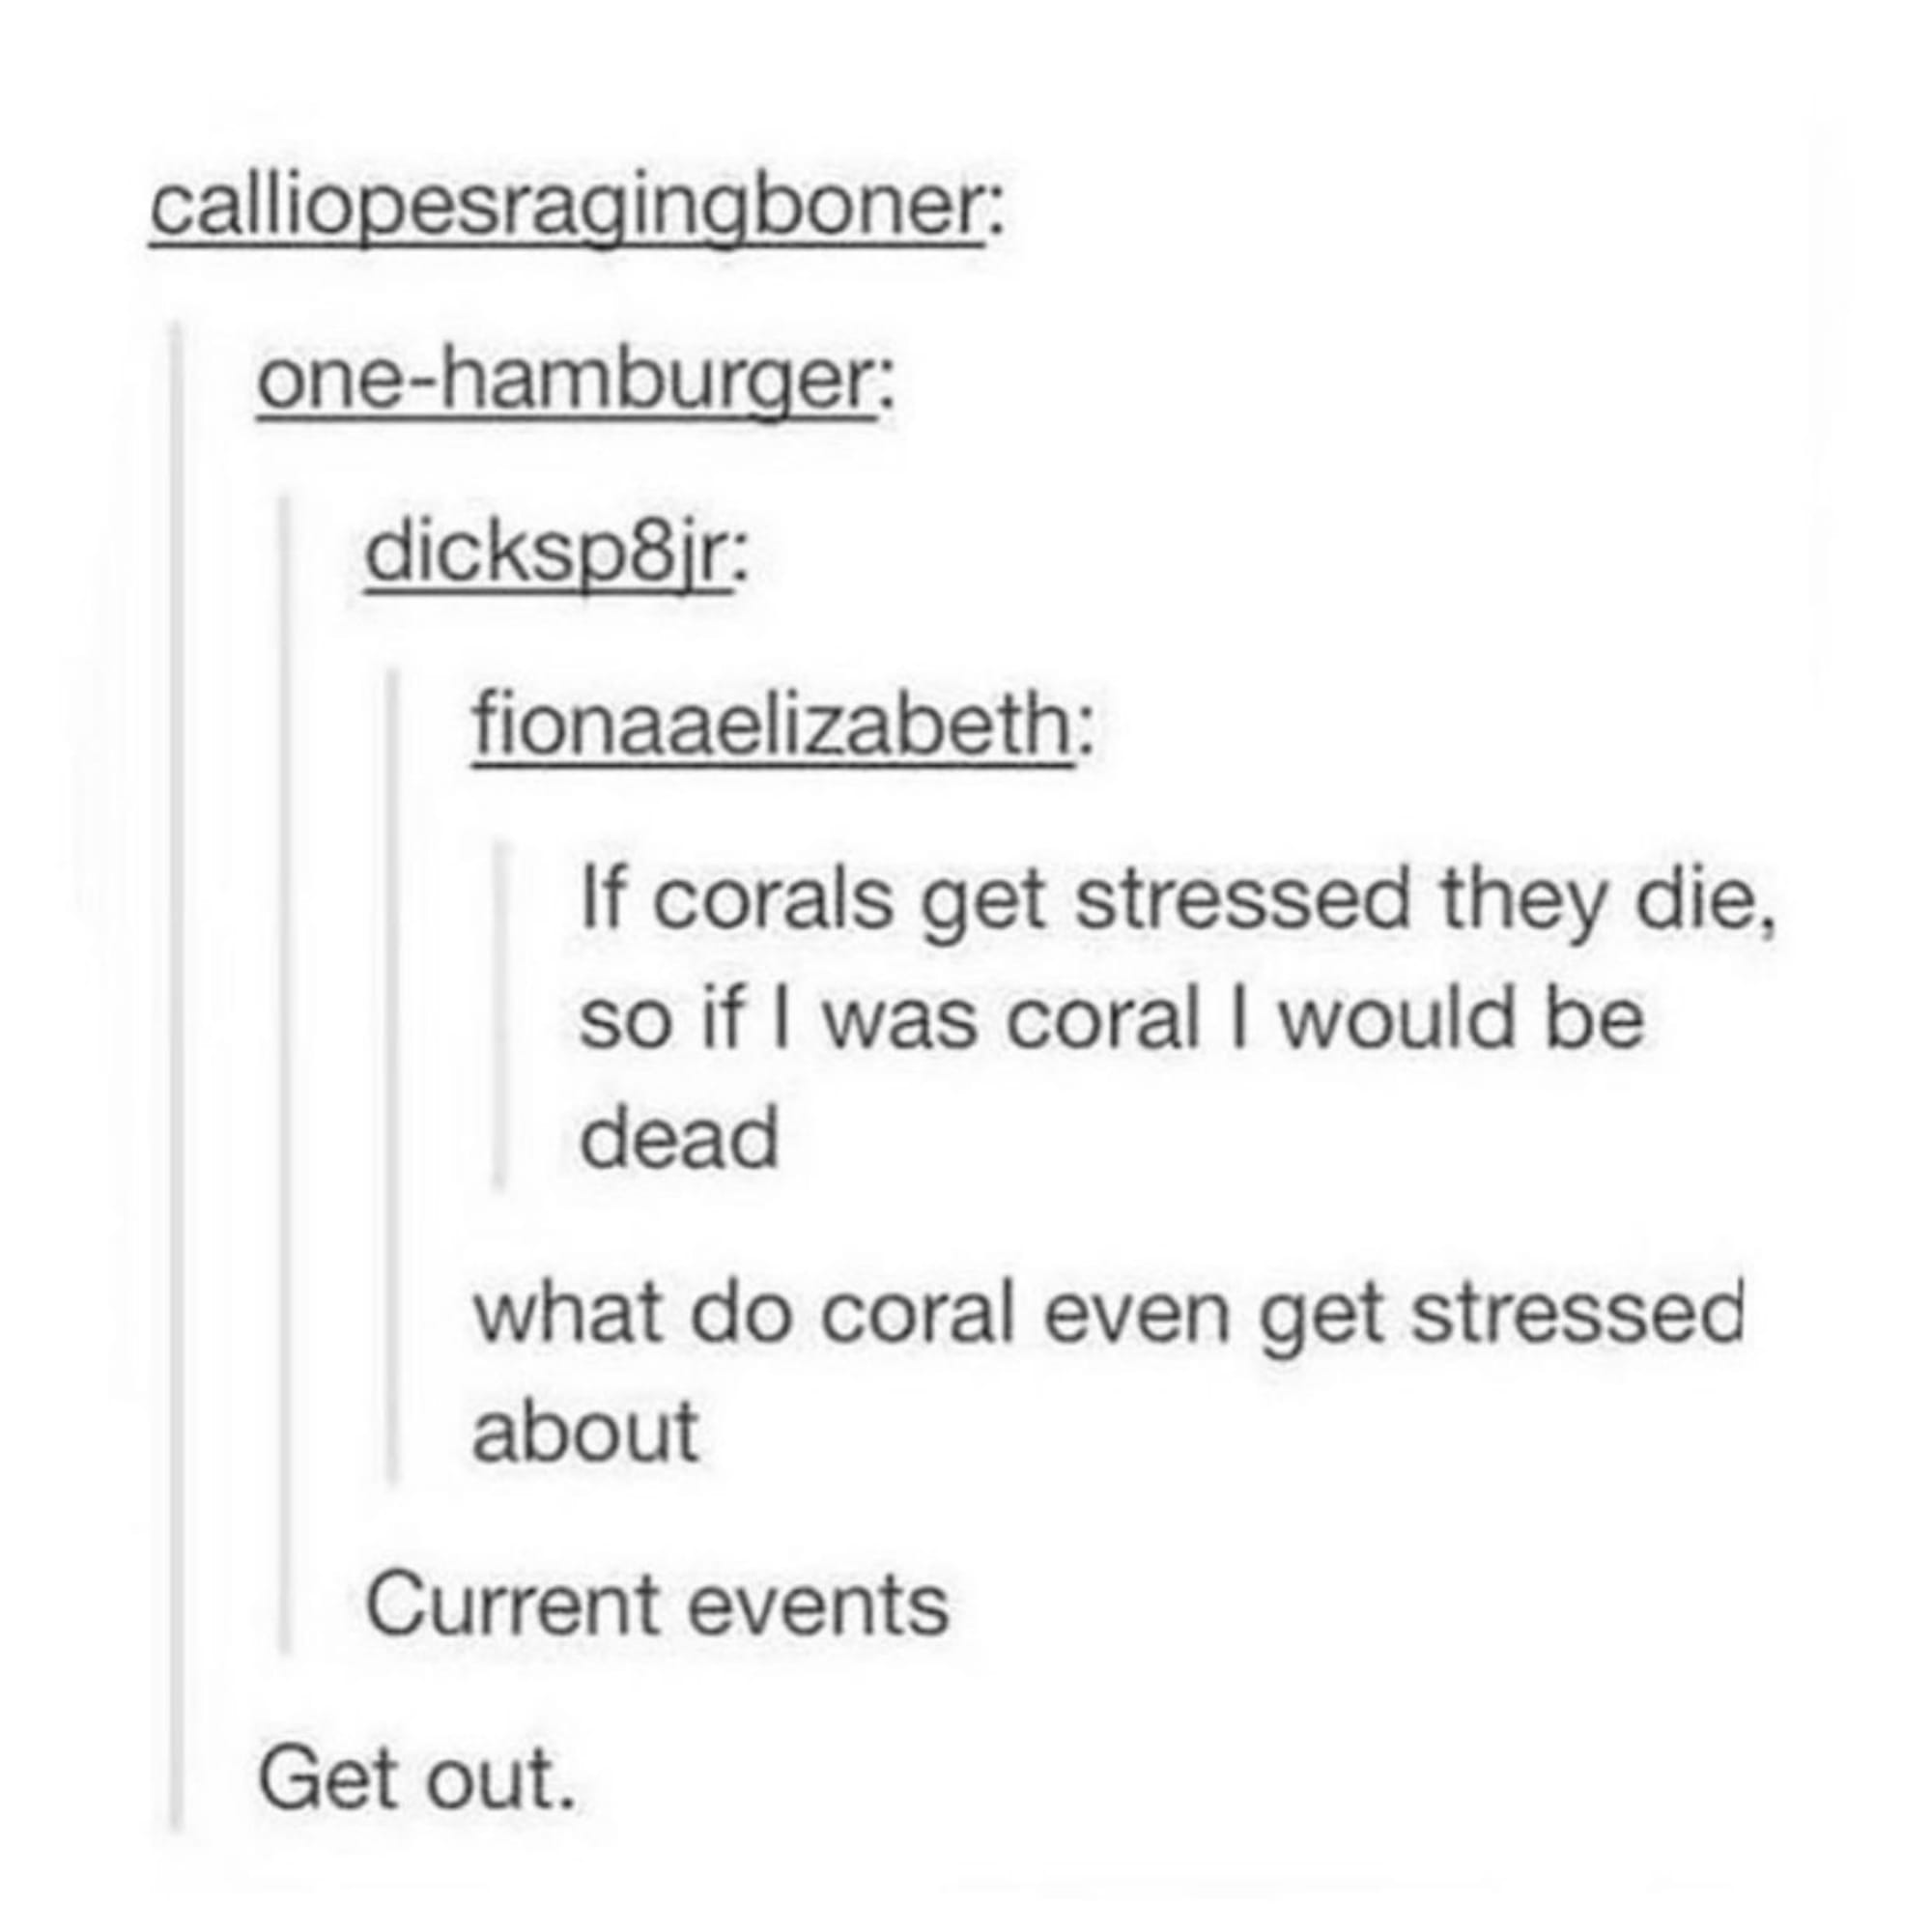 calliopesragingboner:
one-hamburger:
dicksp8jr:
fionaaelizabeth:
If corals get stressed they die,
so if I was coral I would be
dead
what do coral even get stressed
about
Current events
Get out.